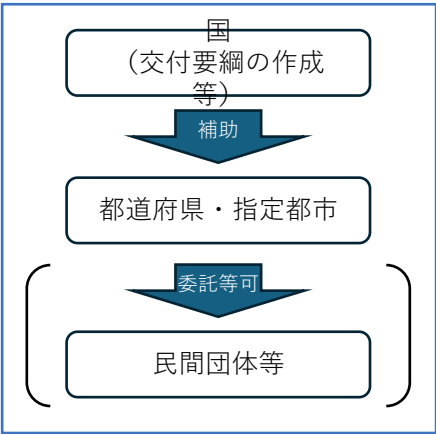 国
（交付要綱の作成
等）
補助
都道府県・指定都市
委託等可
民間団体等